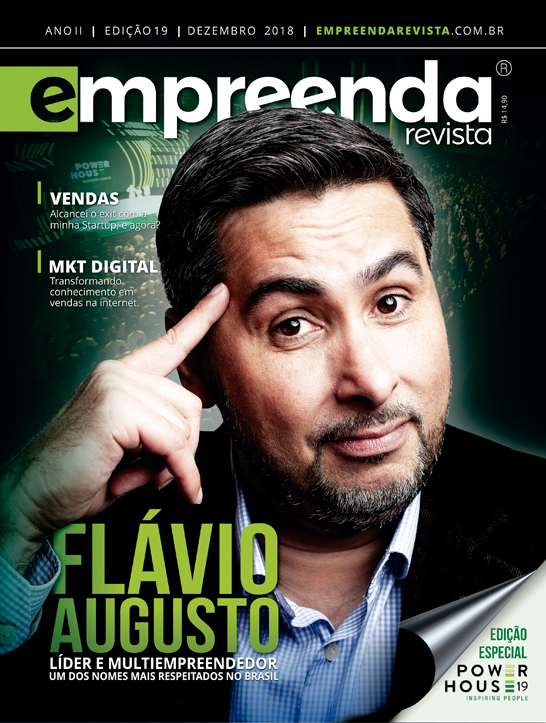 ANO II | EDIÇÃO 19 | DEZEMBRO 2018 | EMPREENDAREVISTA.COM.BR
empreenda
®
revista
R$ 14,90
POWER
HOUSE
VENDAS
Alcancei o exit com a
minha Startup, e agora?
MKT DIGITAL
Transformando
conhecimento em
vendas na internet.
FLÁVIO
AUGUSTO
LÍDER E MULTIEMPREENDEDOR
UM DOS NOMES MAIS RESPEITADOS NO BRASIL
EDIÇÃO
ESPECIAL
POWER
HOUSE19
INSPIRING PEOPLE